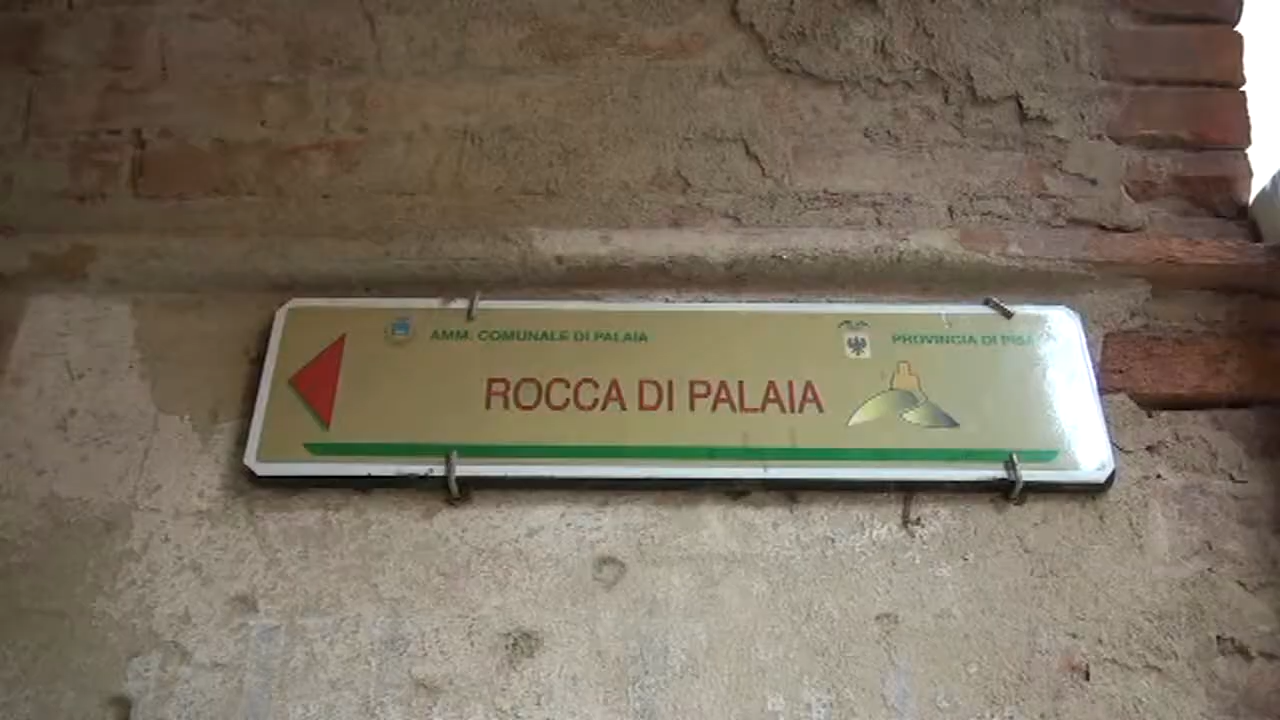 AMM. COMUNALE DI PALAIA
PROVINCIA DI PISA
ROCCA DI PALAIA